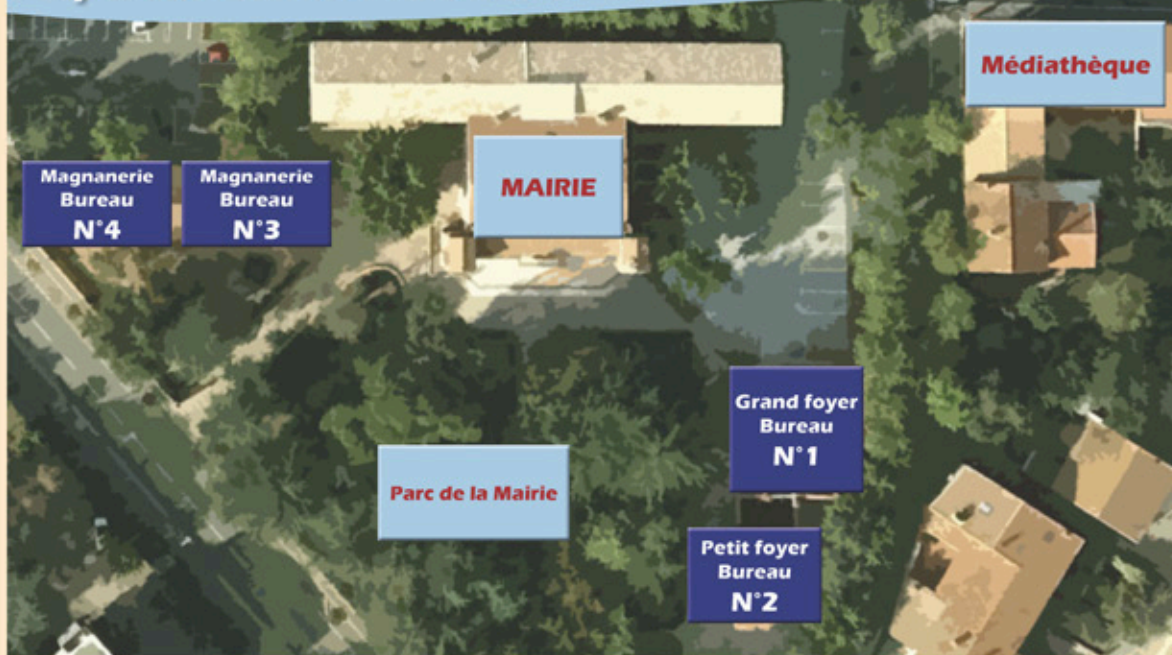 Médiathèque
MAIRIE
Magnanerie
Bureau
N°4
Magnanerie
Bureau
N°3
Grand foyer
Bureau
N°1
Parc de la Mairie
Petit foyer
Bureau
N°2